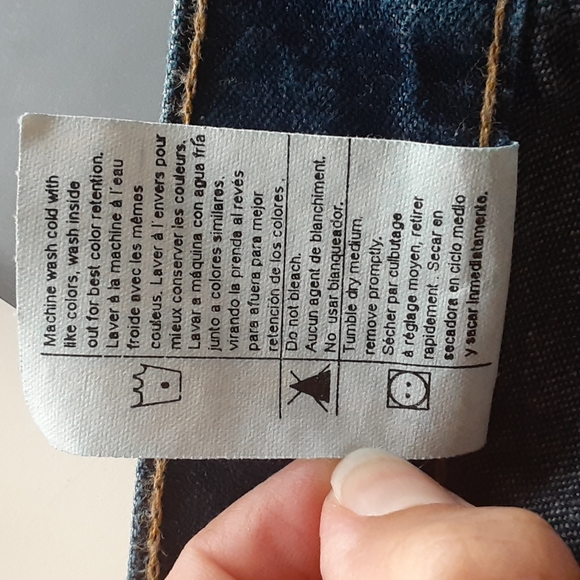 Machine wash cold with
like colors, wash inside
out for best color retention.
Laver à la machine à l'eau
froide avec les mêmes
couleus. Laver à l'envers pour
mieux conserver les couleurs.
Lavar a máquina con agua fría
junto a colores similares.
virando la prenda al revés
para afuera para mejor
retención de los colores.
Do not bleach.
Aucun agent de blanchiment.
No usar blanqueador.
Tumble dry medium,
remove promptly.
Sécher par culbutage
à réglage moyen, retirer
rapidement. Secar en
secadora en ciclo medio
y sacar inmediatamente.